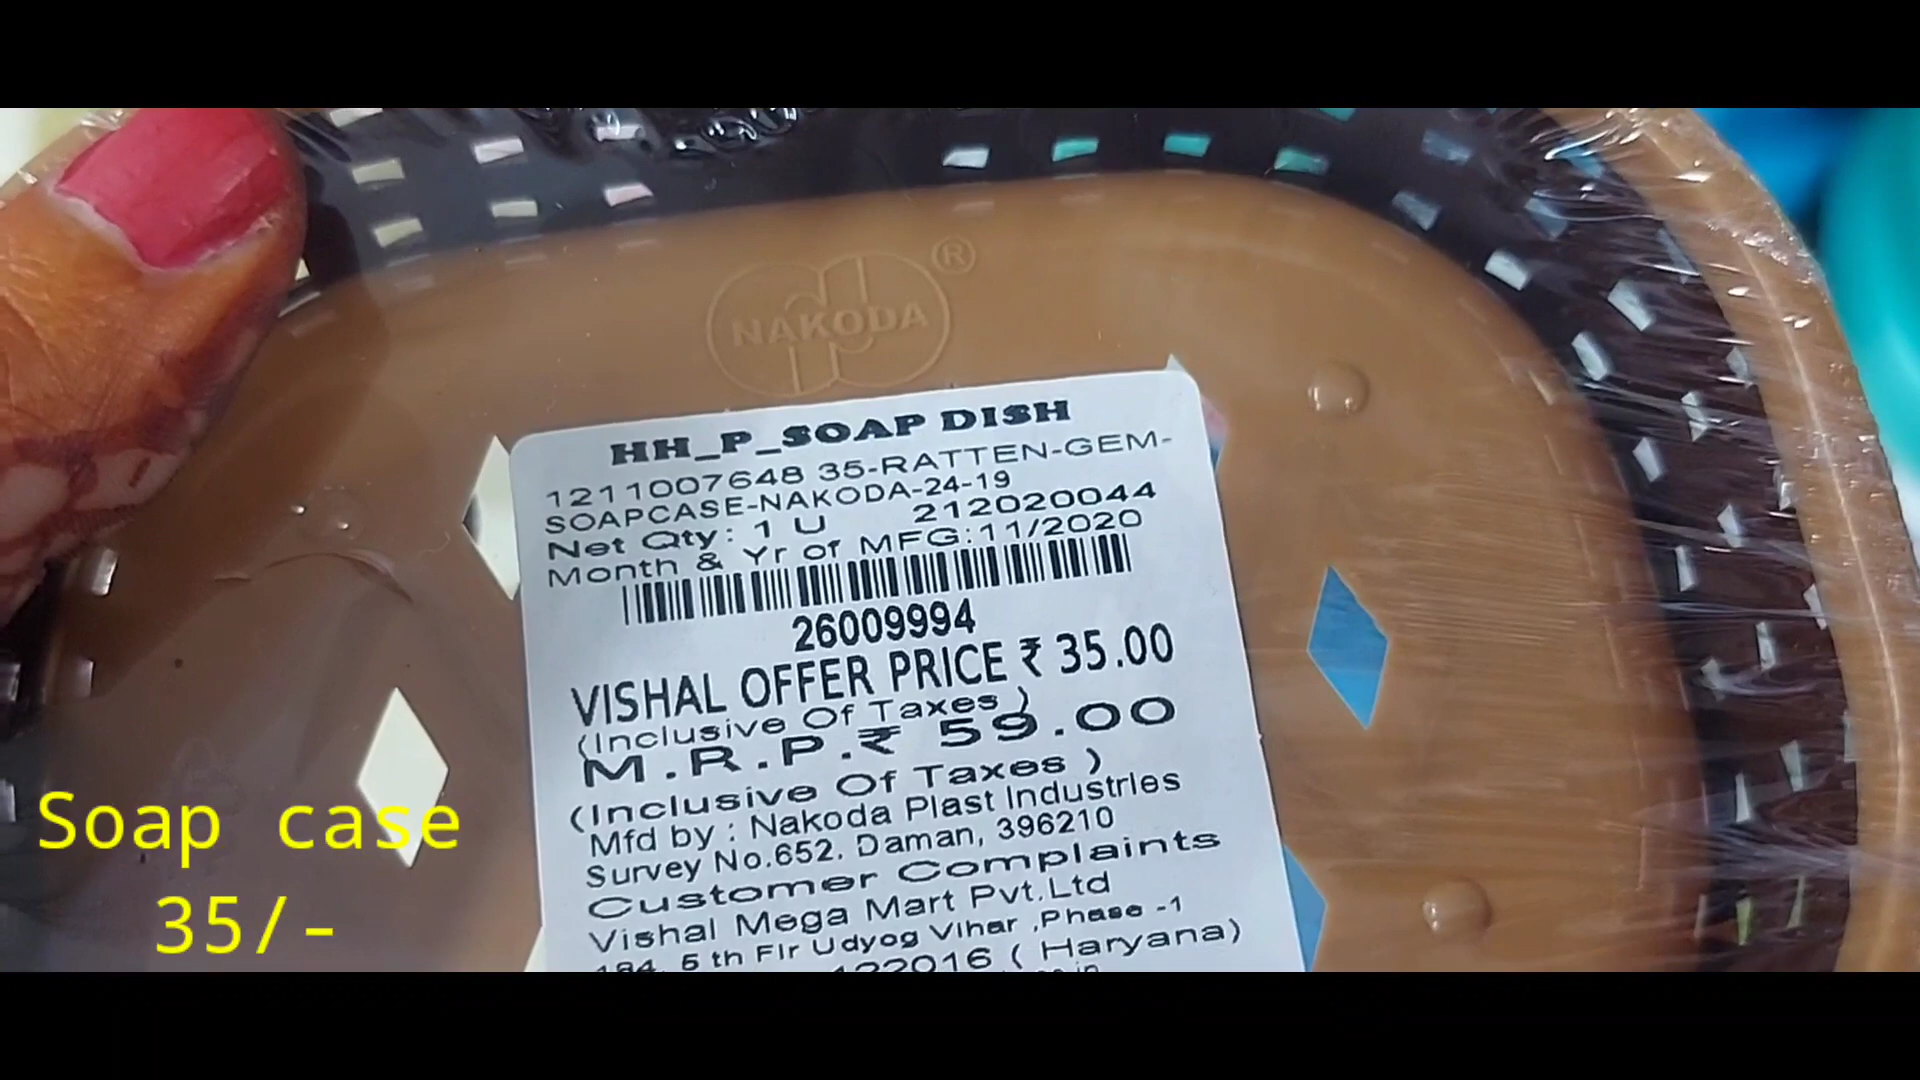 NAKODA
®
HH_P_SOAP DISH
1211007648 35-RATTEN-GEM-
SOAPCASE-NAKODA-24-19
Net Qty: 1 U 212020044
Month & Yr of MFG:11/2020
26009994
VISHAL OFFER PRICE ₹ 35.00
(Inclusive Of Taxes )
M.R.P.₹ 59.00
(Inclusive Of Taxes )
Mfd by : Nakoda Plast Industries
Survey No.652. Daman, 396210
Customer Complaints
Vishal Mega Mart Pvt.Ltd
5 th Flr Udyog Vihar ,Phase -1
122016 ( Haryana)
Soap case
35/-